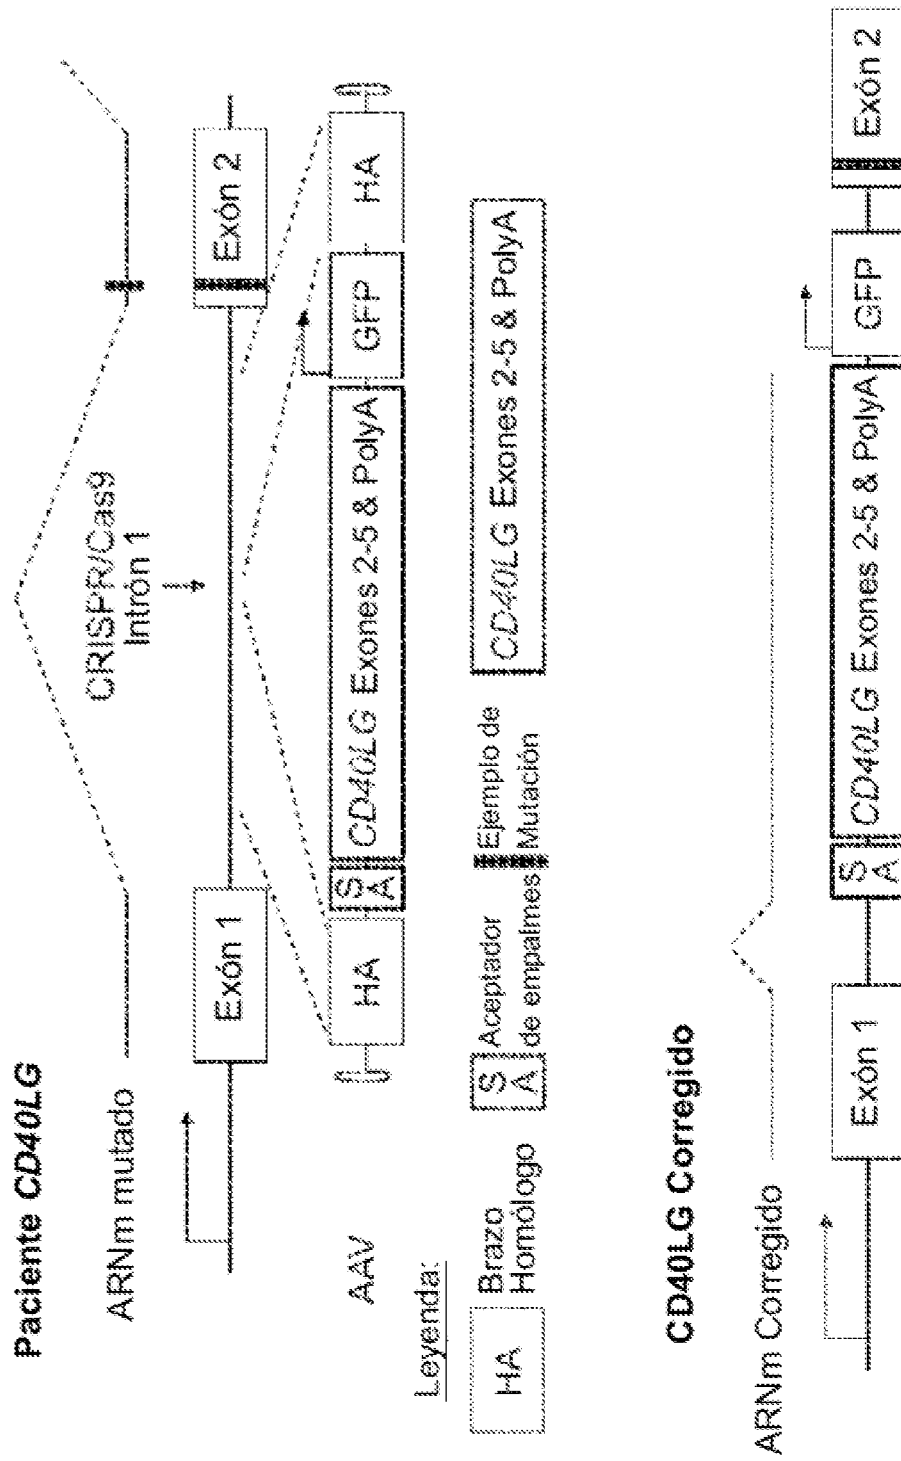 Paciente CD40LG
ARNm mutado
CRISPR/Cas9
Intrón 1
Exón 1
Exón 2
AAV
HA
SA
CD40LG Exones 2-5 & PolyA
GFP
HA
Leyenda:
HA
Brazo
Homólogo
SA
Aceptador
de empalmes
Ejemplo de
Mutación
CD40LG Exones 2-5 & PolyA
CD40LG Corregido
ARNm Corregido
Exón 1
SA
CD40LG Exones 2-5 & PolyA
GFP
Exón 2